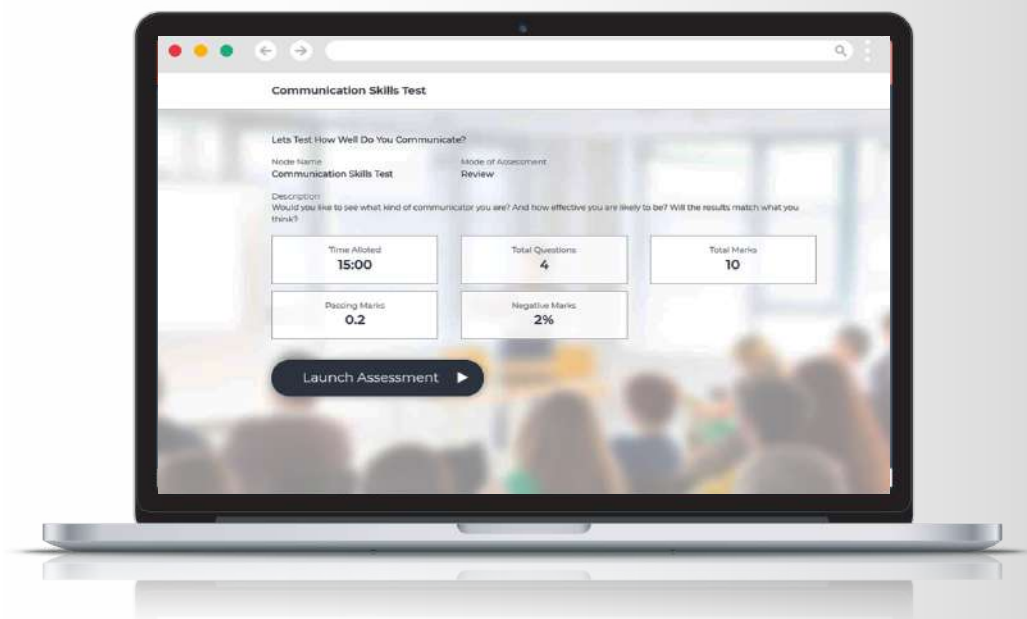 Communication Skills Test
Lets Test How Well Do You Communicate?
Node Name
Communication Skills Test
Mode of Assessment
Review
Description
Would you like to see what kind of communicator you are? And how effective you are likely to be? Will the results match what you
think?
Time Alloted
15:00
Total Questions
4
Total Marks
10
Passing Marks
0.2
Negative Marks
2%
Launch Assessment